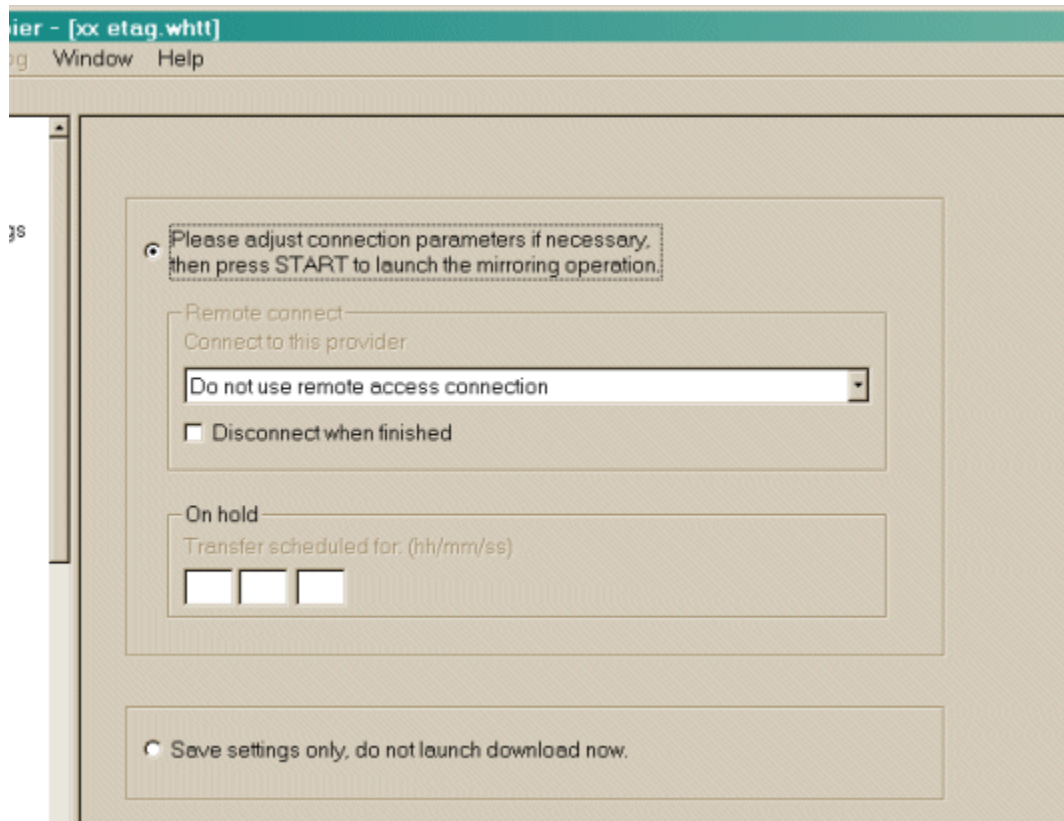 ier - [xx etag.whtt]
og Window Help
gs
Please adjust connection parameters if necessary,
then press START to launch the mirroring operation.
Remote connect
Connect to this provider
Do not use remote access connection
Disconnect when finished
On hold
Transfer scheduled for: (hh/mm/ss)
Save settings only, do not launch download now.